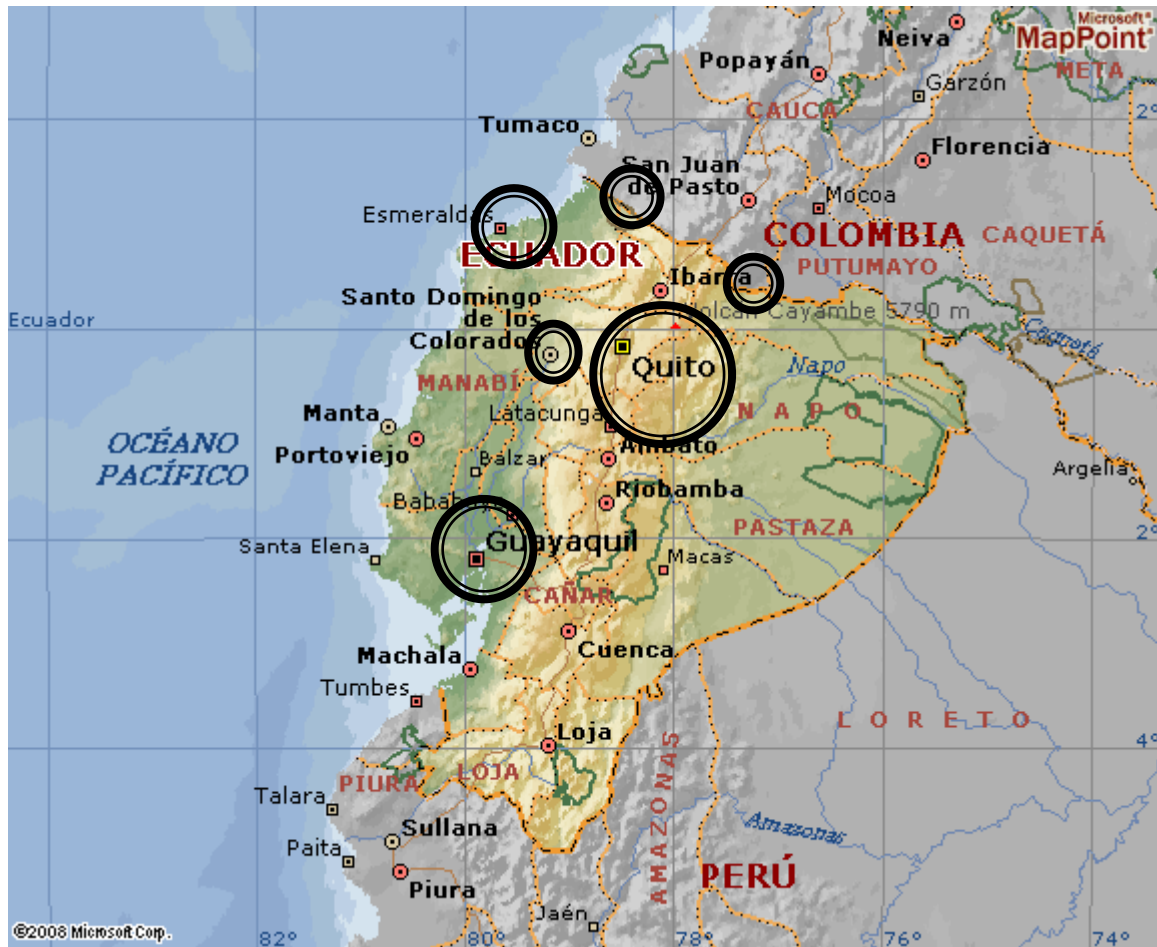 Microsoft®
MapPoint®
Neiva
Popayán
META
Garzón
CAUCA
2°
Tumaco
Florencia
San Juan
de Pasto
Mocoa
Esmeraldas
COLOMBIA
CAQUETÁ
ECUADOR
PUTUMAYO
Ibarra
Santo Domingo
de los
Colorados
Volcán Cayambe 5790 m
Ecuador
Caquetá
Quito
Napo
MANABÍ
Manta
Latacunga
NAPO
OCÉANO
PACÍFICO
Portoviejo
Ambato
Balzar
Argelia
Babahoyo
Riobamba
PASTAZA
Guayaquil
2°
Santa Elena
Macas
CAÑAR
Cuenca
Machala
Tumbes
LORETO
Loja
4°
LOJA
PIURA
AMAZONAS
Talara
Sullana
Amazonas
Paita
Piura
PERÚ
Jaén
©2008 Microsoft Corp.
82°
80°
78°
76°
74°